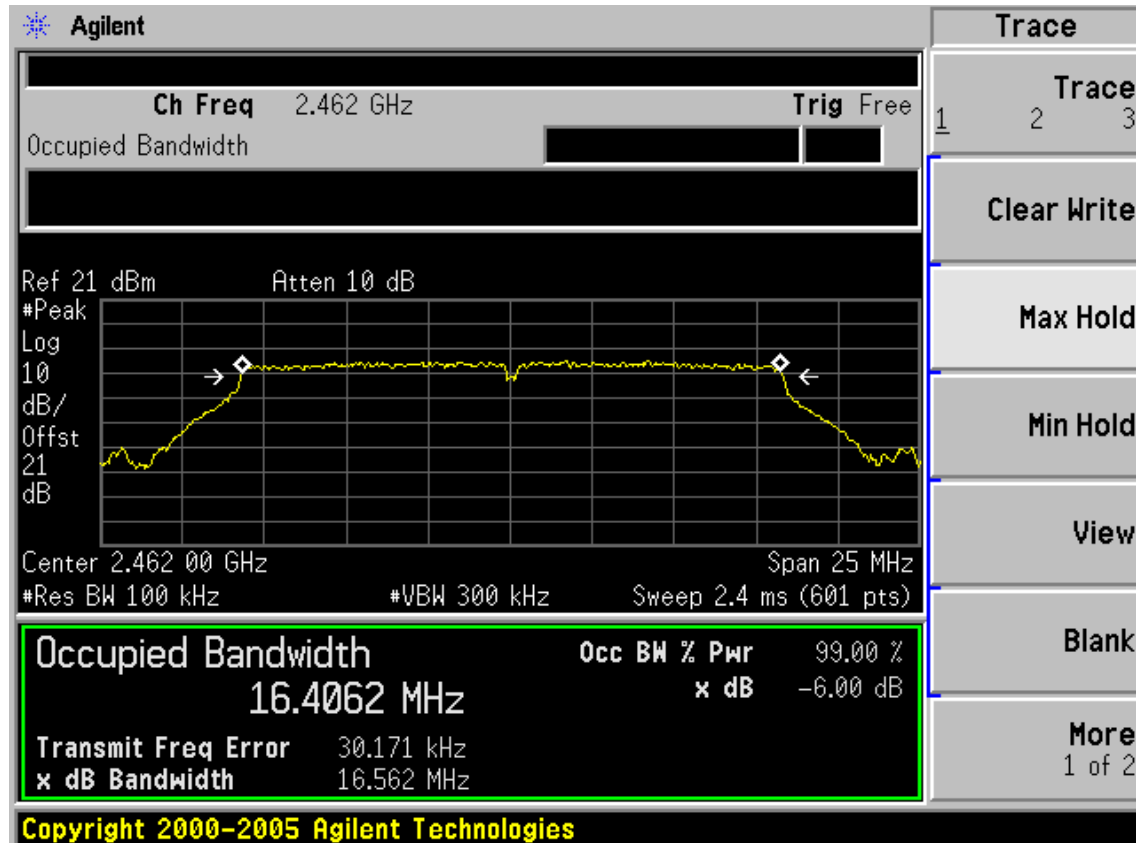 Agilent
Trace
Ch Freq 2.462 GHz Trig Free
Occupied Bandwidth
Trace
1 2 3
Clear Write
Ref 21 dBm Atten 10 dB
#Peak
Log
10
dB/
Offst
21
dB
Max Hold
Min Hold
View
Center 2.462 00 GHz Span 25 MHz
#Res BW 100 kHz #VBW 300 kHz Sweep 2.4 ms (601 pts)
Occupied Bandwidth
16.4062 MHz
Occ BW % Pwr 99.00 %
x dB -6.00 dB
Transmit Freq Error 30.171 kHz
x dB Bandwidth 16.562 MHz
Blank
More
1 of 2
Copyright 2000-2005 Agilent Technologies